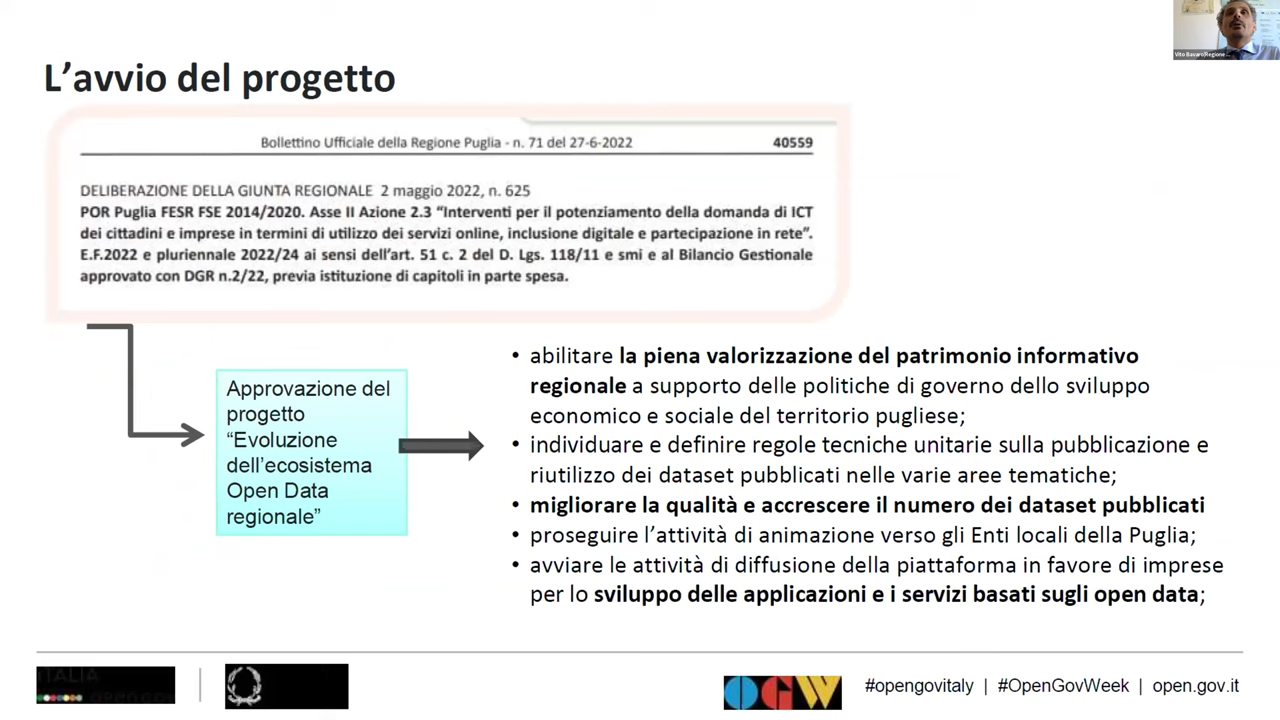 Vito Bavaro|Regione ...
L'avvio del progetto
Bollettino Ufficiale della Regione Puglia - n. 71 del 27-6-2022 40559
DELIBERAZIONE DELLA GIUNTA REGIONALE 2 maggio 2022, n. 625
POR Puglia FESR FSE 2014/2020. Asse II Azione 2.3 “Interventi per il potenziamento della domanda di ICT
dei cittadini e imprese in termini di utilizzo dei servizi online, inclusione digitale e partecipazione in rete”.
E.F.2022 e pluriennale 2022/24 ai sensi dell'art. 51 c. 2 del D. Lgs. 118/11 e smi e al Bilancio Gestionale
approvato con DGR n.2/22, previa istituzione di capitoli in parte spesa.
Approvazione del
progetto
“Evoluzione
dell'ecosistema
Open Data
regionale”
• abilitare la piena valorizzazione del patrimonio informativo
regionale a supporto delle politiche di governo dello sviluppo
economico e sociale del territorio pugliese;
• individuare e definire regole tecniche unitarie sulla pubblicazione e
riutilizzo dei dataset pubblicati nelle varie aree tematiche;
• migliorare la qualità e accrescere il numero dei dataset pubblicati
• proseguire l'attività di animazione verso gli Enti locali della Puglia;
• avviare le attività di diffusione della piattaforma in favore di imprese
per lo sviluppo delle applicazioni e i servizi basati sugli open data;
ITALIA
OGW
#opengovitaly | #OpenGovWeek | open.gov.it